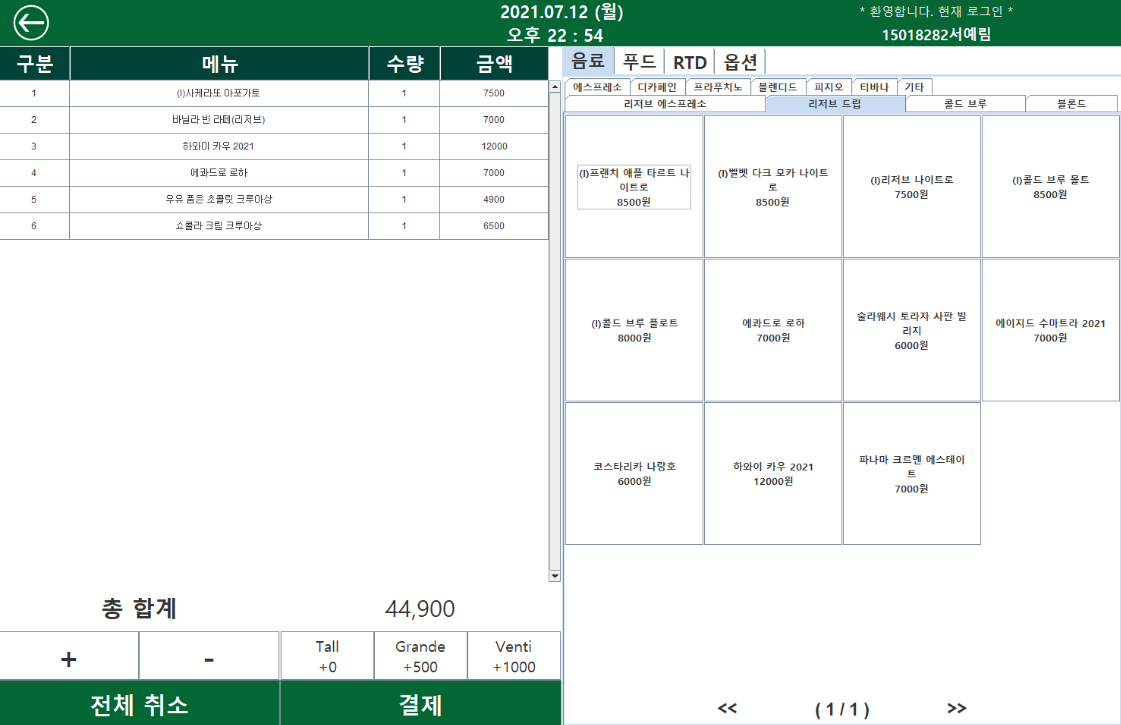 2021.07.12 (월)
오후 22 : 54
* 환영합니다. 현재 로그인 *
15018282서예림
구분 메뉴 수량 금액
1 (I)사케라또 아포가토 1 7500
2 바닐라 빈 라떼(리저브) 1 7000
3 하와이 카우 2021 1 12000
4 에콰도르 로하 1 7000
5 우유 품은 초콜릿 크루아상 1 4900
6 쇼콜라 크림 크루아상 1 6500
총 합계 44,900
+ -
Tall
+0
Grande
+500
Venti
+1000
전체 취소 결제
음료 푸드 RTD 옵션
에스프레소 디카페인 프라푸치노 블렌디드 피지오 티바나 기타
리저브 에스프레소 리저브 드립 콜드 브루 블론드
(I)프랜치 애플 타르트 나
이트로
8500원
(I)벨벳 다크 모카 나이트
로
8500원
(I)리저브 나이트로
7500원
(I)콜드 브루 몰트
8500원
(I)콜드 브루 플로트
8000원
에콰도르 로하
7000원
술라웨시 토라자 사판 빌
리지
6000원
에이지드 수마트라 2021
7000원
코스타리카 나랑호
6000원
하와이 카우 2021
12000원
파나마 크르멘 에스테이
트
7000원
<< ( 1 / 1 ) >>